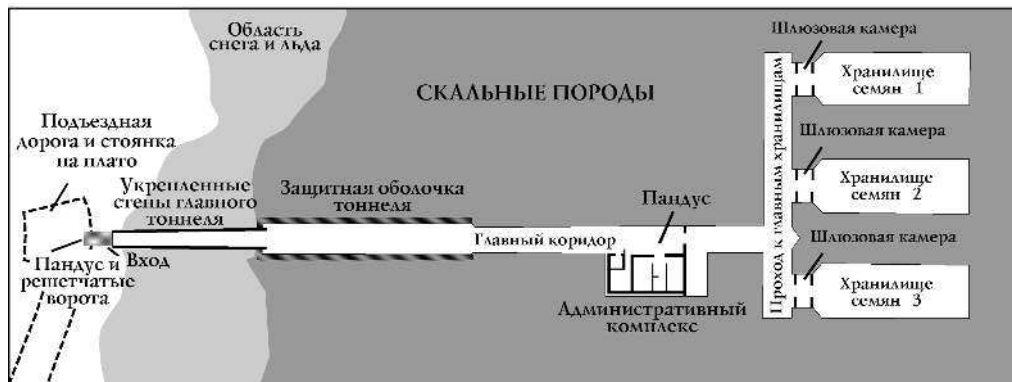 Область
снега и льда
СКАЛЬНЫЕ ПОРОДЫ
Шлюзовая камера
Хранилище
семян 1
Подъездная
дорога и стоянка
на плато
Укрепленные
стены главного
тоннеля
Защитная оболочка
тоннеля
Пандус
Главный коридор
Проход к главным хранилищам
Шлюзовая камера
Хранилище
семян 2
Вход
Пандус и
решетчатые
ворота
Административный
комплекс
Шлюзовая камера
Хранилище
семян 3